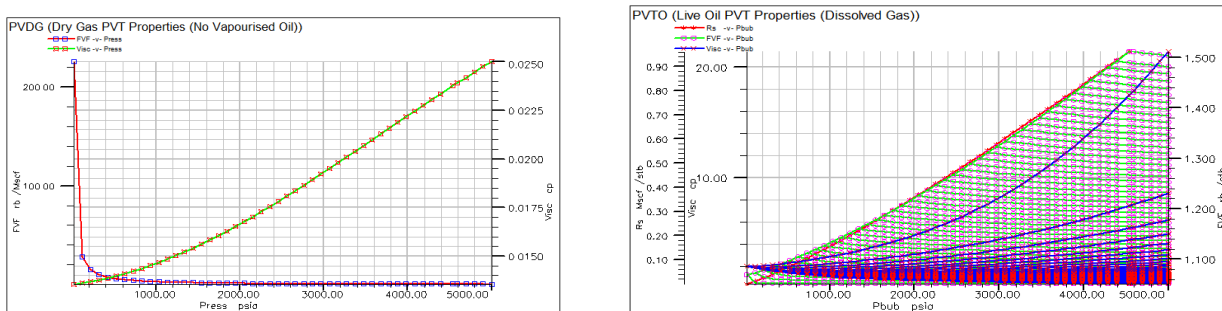 PVDG (Dry Gas PVT Properties (No Vapourised Oil))
FVF -v- Press
Visc -v- Press
200.00
100.00
FVF rb /Mscf
0.0250
0.0225
0.0200
0.0175
0.0150
Visc cp
1000.00 2000.00 3000.00 4000.00 5000.00
Press psia
PVTO (Live Oil PVT Properties (Dissolved Gas))
Rs -v- Pbub
FVF -v- Pbub
Visc -v- Pbub
0.90
0.80
0.70
0.60
0.50
0.40
0.30
0.20
0.10
Rs Mscf /stb
20.00
10.00
Visc cp
1.500
1.400
1.300
1.200
1.100
FVF rb /stb
1000.00 2000.00 3000.00 4000.00 5000.00
Pbub psia